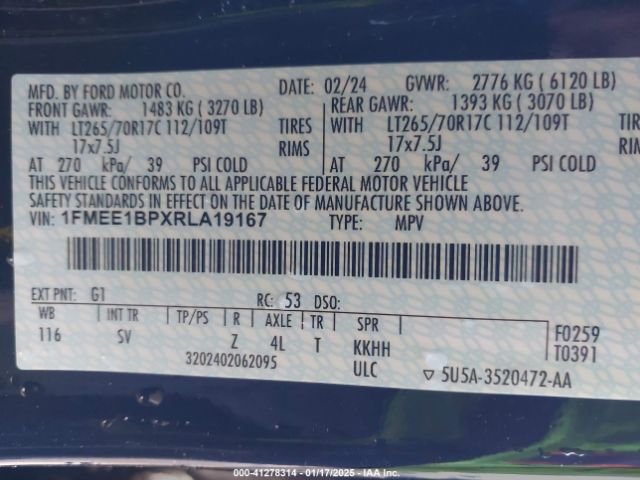 MFD. BY FORD MOTOR CO. DATE: 02/24 GVWR: 2776 KG ( 6120 LB)
FRONT GAWR: 1483 KG ( 3270 LB) REAR GAWR: 1393 KG ( 3070 LB)
WITH LT265/70R17C 112/109T TIRES WITH LT265/70R17C 112/109T TIRE
17x7.5J RIMS 17x7.5J RIM
AT 270 kPa/ 39 PSI COLD AT 270 kPa/ 39 PSI COLD
THIS VEHICLE CONFORMS TO ALL APPLICABLE FEDERAL MOTOR VEHICLE
SAFETY STANDARDS IN EFFECT ON THE DATE OF MANUFACTURE SHOWN ABOVE.
VIN: 1FMEE1BPXRLA19167 TYPE: MPV
EXT PNT: G1 RC: 53 DSO:
WB INT TR TP/PS R AXLE TR SPR F0259
116 SV Z 4L T KKHH T0391
3202402062095 ULC ▽ 5U5A-3520472-AA
000-41278314 - 01/17/2025 - IAA Inc.